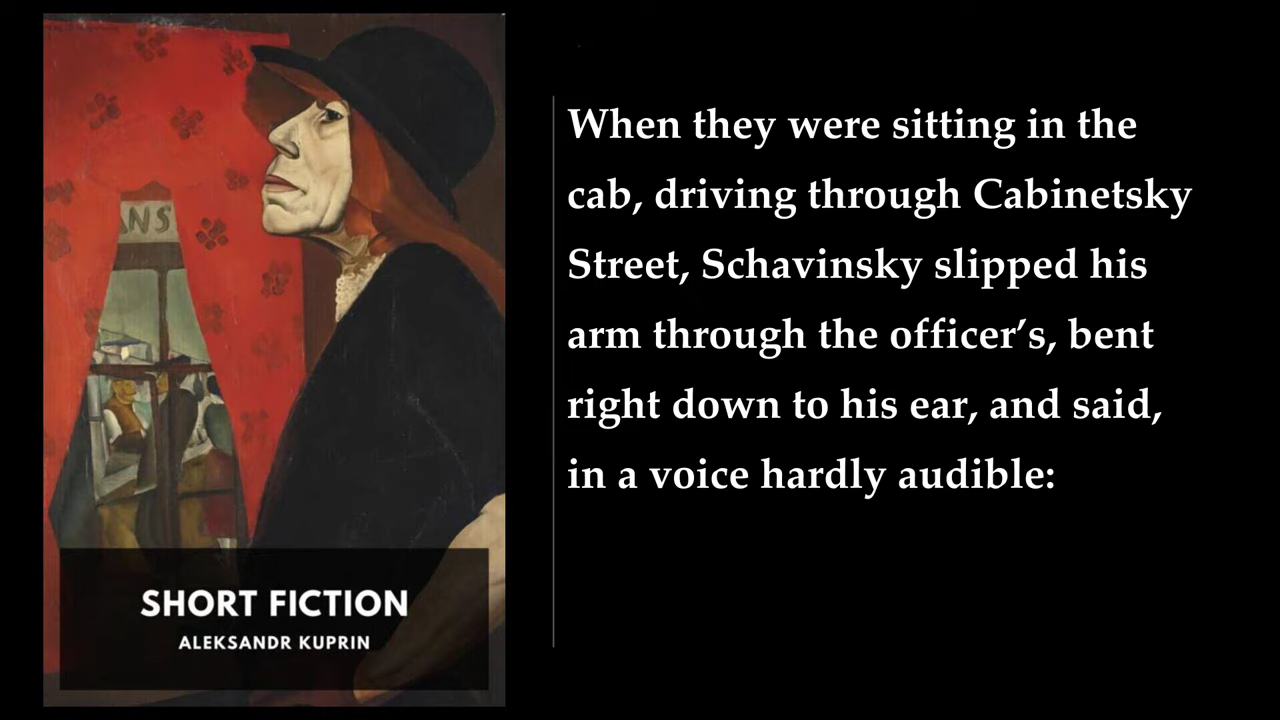 ANS
SHORT FICTION
ALEKSANDR KUPRIN
When they were sitting in the
cab, driving through Cabinetsky
Street, Schavinsky slipped his
arm through the officer’s, bent
right down to his ear, and said,
in a voice hardly audible: